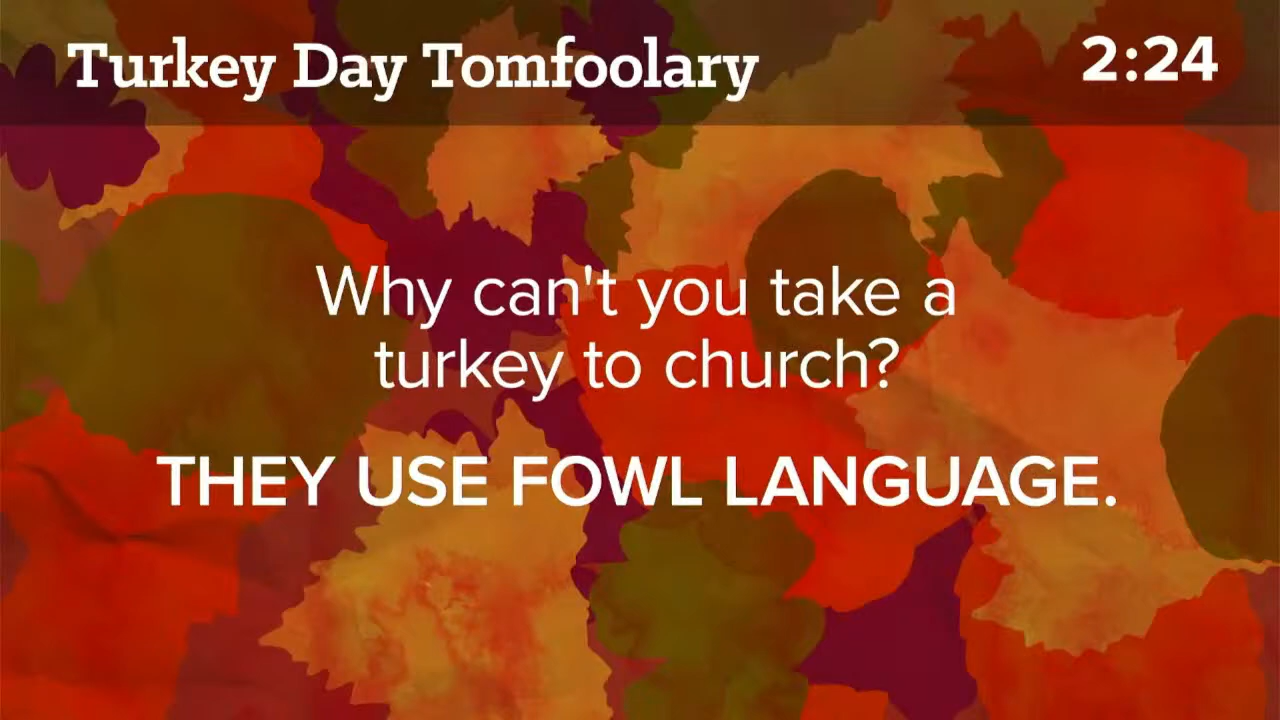 Turkey Day Tomfoolary
2:24
Why can't you take a
turkey to church?
THEY USE FOWL LANGUAGE.